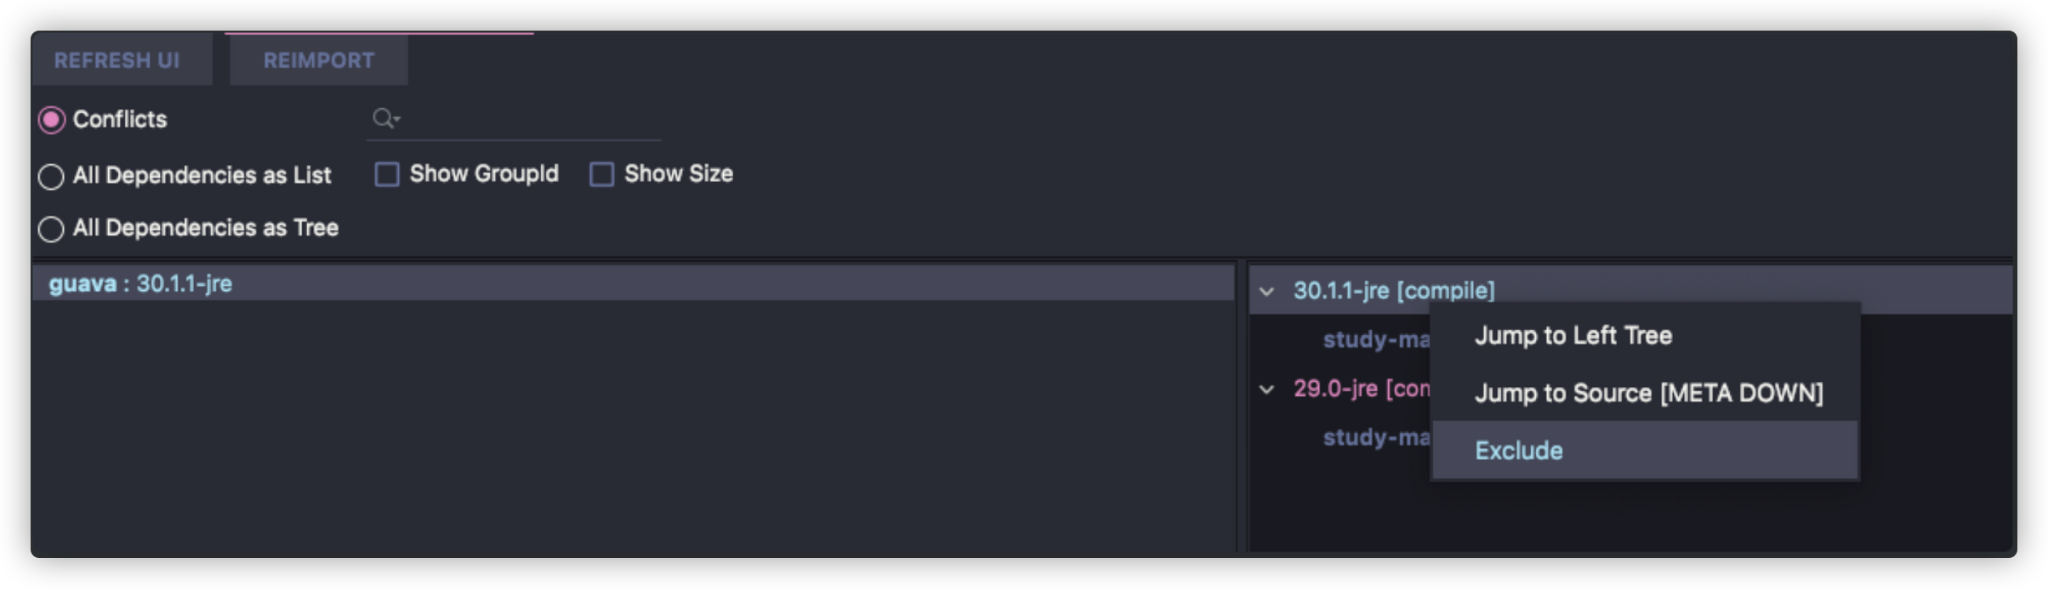 REFRESH UI REIMPORT
Conflicts
All Dependencies as List Show GroupId Show Size
All Dependencies as Tree
guava : 30.1.1-jre
30.1.1-jre [compile]
study-ma
29.0-jre [com
study-ma
Jump to Left Tree
Jump to Source [META DOWN]
Exclude